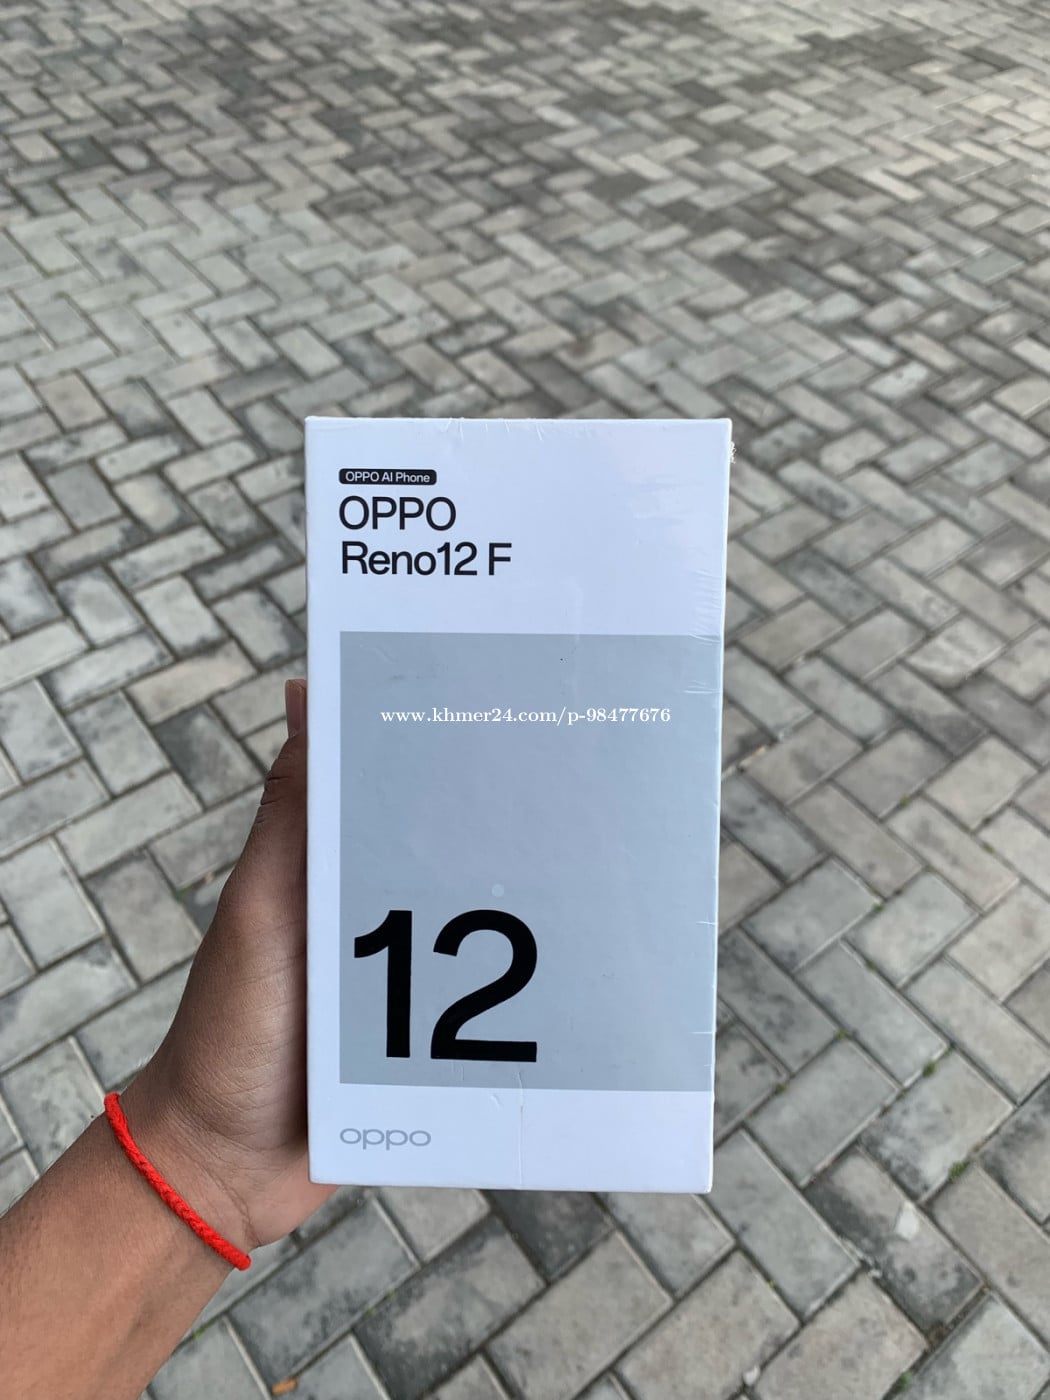 OPPO AI Phone
OPPO
Reno12 F
www.khmer24.com/p-98477676
12
oppo